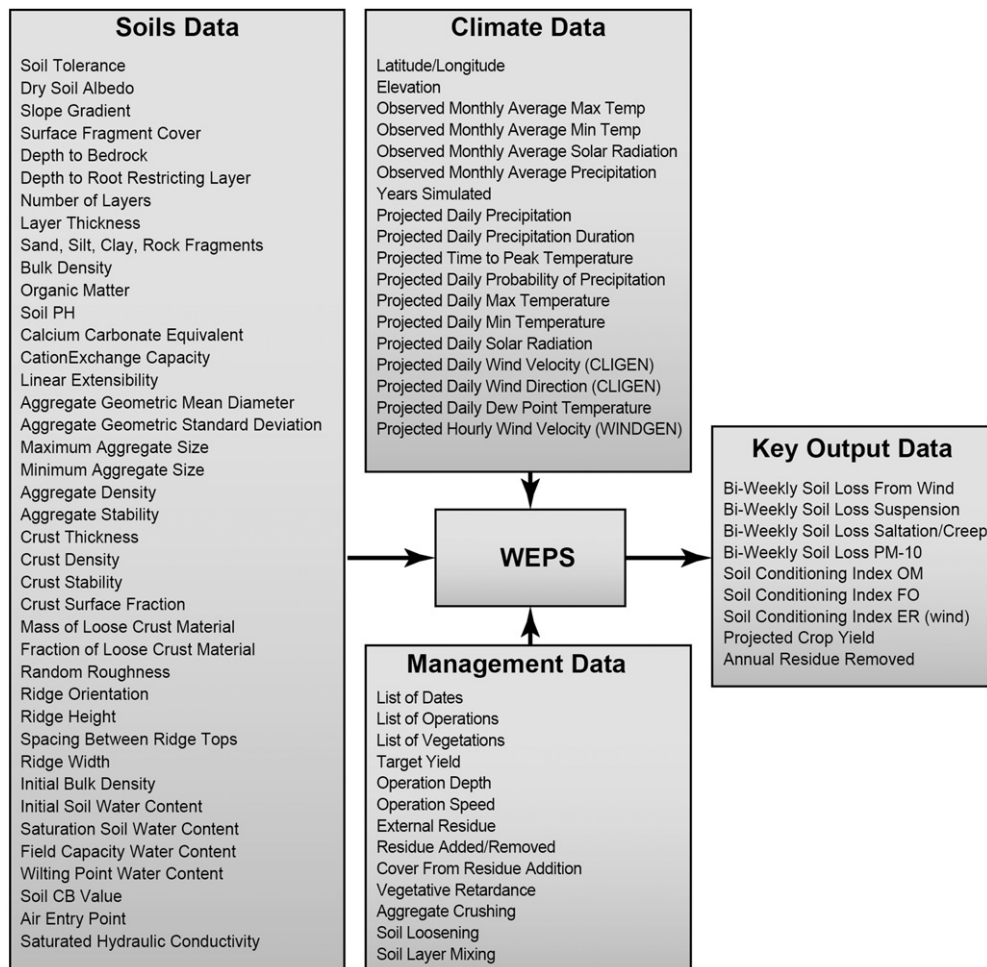 Soils Data
Soil Tolerance
Dry Soil Albedo
Slope Gradient
Surface Fragment Cover
Depth to Bedrock
Depth to Root Restricting Layer
Number of Layers
Layer Thickness
Sand, Silt, Clay, Rock Fragments
Bulk Density
Organic Matter
Soil PH
Calcium Carbonate Equivalent
CationExchange Capacity
Linear Extensibility
Aggregate Geometric Mean Diameter
Aggregate Geometric Standard Deviation
Maximum Aggregate Size
Minimum Aggregate Size
Aggregate Density
Aggregate Stability
Crust Thickness
Crust Density
Crust Stability
Crust Surface Fraction
Mass of Loose Crust Material
Fraction of Loose Crust Material
Random Roughness
Ridge Orientation
Ridge Height
Spacing Between Ridge Tops
Ridge Width
Initial Bulk Density
Initial Soil Water Content
Saturation Soil Water Content
Field Capacity Water Content
Wilting Point Water Content
Soil CB Value
Air Entry Point
Saturated Hydraulic Conductivity
Climate Data
Latitude/Longitude
Elevation
Observed Monthly Average Max Temp
Observed Monthly Average Min Temp
Observed Monthly Average Solar Radiation
Observed Monthly Average Precipitation
Years Simulated
Projected Daily Precipitation
Projected Daily Precipitation Duration
Projected Time to Peak Temperature
Projected Daily Probability of Precipitation
Projected Daily Max Temperature
Projected Daily Min Temperature
Projected Daily Solar Radiation
Projected Daily Wind Velocity (CLIGEN)
Projected Daily Wind Direction (CLIGEN)
Projected Daily Dew Point Temperature
Projected Hourly Wind Velocity (WINDGEN)
WEPS
Management Data
List of Dates
List of Operations
List of Vegetations
Target Yield
Operation Depth
Operation Speed
External Residue
Residue Added/Removed
Cover From Residue Addition
Vegetative Retardance
Aggregate Crushing
Soil Loosening
Soil Layer Mixing
Key Output Data
Bi-Weekly Soil Loss From Wind
Bi-Weekly Soil Loss Suspension
Bi-Weekly Soil Loss Saltation/Creep
Bi-Weekly Soil Loss PM-10
Soil Conditioning Index OM
Soil Conditioning Index FO
Soil Conditioning Index ER (wind)
Projected Crop Yield
Annual Residue Removed